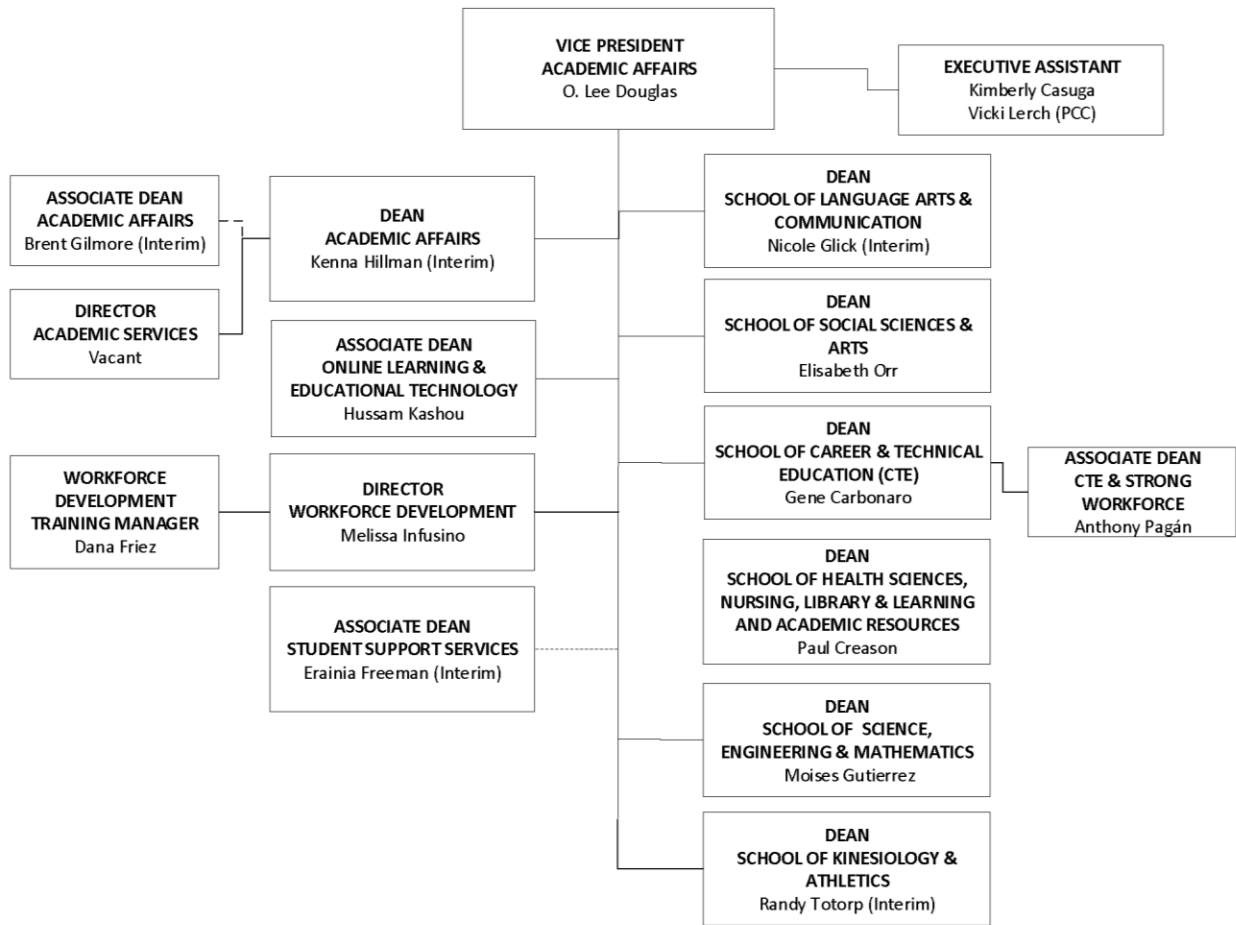 VICE PRESIDENT
ACADEMIC AFFAIRS
O. Lee Douglas
EXECUTIVE ASSISTANT
Kimberly Casuga
Vicki Lerch (PCC)
ASSOCIATE DEAN
ACADEMIC AFFAIRS
Brent Gilmore (Interim)
DEAN
ACADEMIC AFFAIRS
Kenna Hillman (Interim)
DEAN
SCHOOL OF LANGUAGE ARTS &
COMMUNICATION
Nicole Glick (Interim)
DIRECTOR
ACADEMIC SERVICES
Vacant
ASSOCIATE DEAN
ONLINE LEARNING &
EDUCATIONAL TECHNOLOGY
Hussam Kashou
DEAN
SCHOOL OF SOCIAL SCIENCES &
ARTS
Elisabeth Orr
WORKFORCE
DEVELOPMENT
TRAINING MANAGER
Dana Friez
DIRECTOR
WORKFORCE DEVELOPMENT
Melissa Infusino
DEAN
SCHOOL OF CAREER & TECHNICAL
EDUCATION (CTE)
Gene Carbonaro
ASSOCIATE DEAN
CTE & STRONG
WORKFORCE
Anthony Pagán
ASSOCIATE DEAN
STUDENT SUPPORT SERVICES
Erainia Freeman (Interim)
DEAN
SCHOOL OF HEALTH SCIENCES,
NURSING, LIBRARY & LEARNING
AND ACADEMIC RESOURCES
Paul Creason
DEAN
SCHOOL OF SCIENCE,
ENGINEERING & MATHEMATICS
Moises Gutierrez
DEAN
SCHOOL OF KINESIOLOGY &
ATHLETICS
Randy Totorp (Interim)